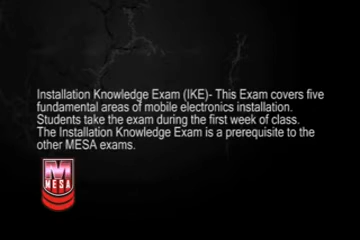 Installation Knowledge Exam (IKE)- This Exam covers five
fundamental areas of mobile electronics installation.
Students take the exam during the first week of class.
The Installation Knowledge Exam is a prerequisite to the
other MESA exams.
M
MESA